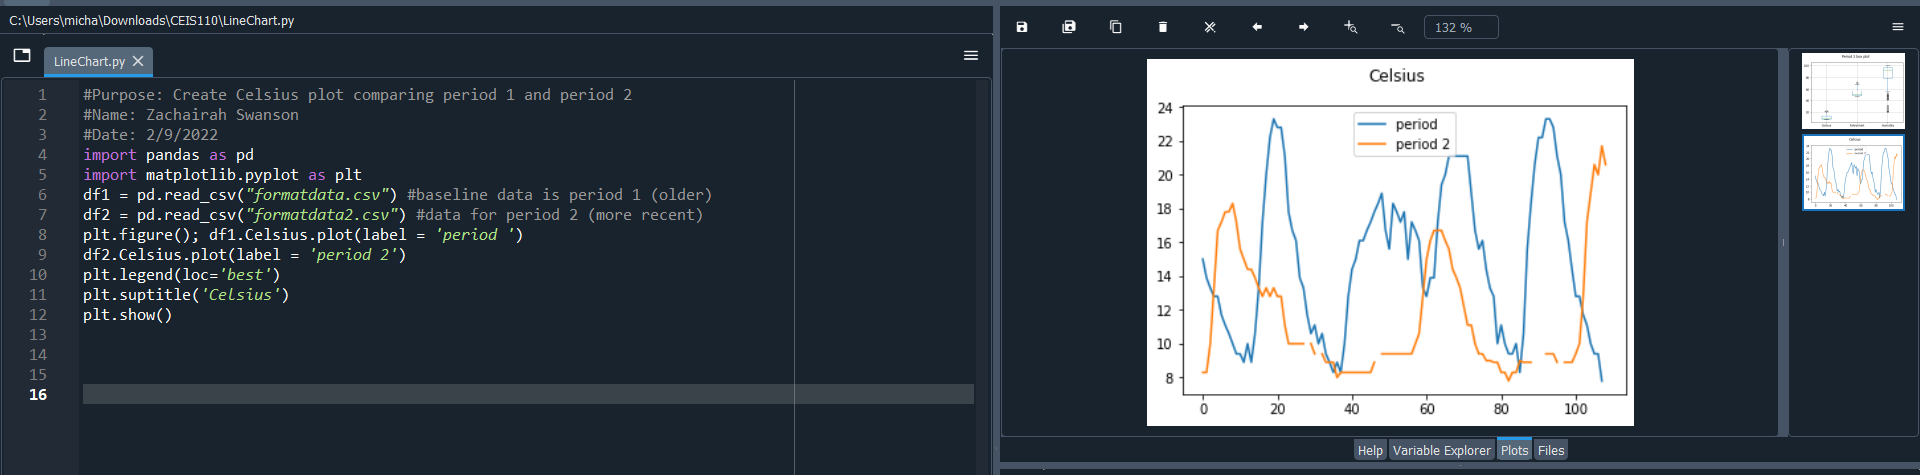 C:\Users\micha\Downloads\CEIS110\LineChart.py
LineChart.py
1 #Purpose: Create Celsius plot comparing period 1 and period 2
2 #Name: Zachairah Swanson
3 #Date: 2/9/2022
4 import pandas as pd
5 import matplotlib.pyplot as plt
6 df1 = pd.read_csv("formatdata.csv") #baseline data is period 1 (older)
7 df2 = pd.read_csv("formatdata2.csv") #data for period 2 (more recent)
8 plt.figure(); df1.Celsius.plot(label = 'period ')
9 df2.Celsius.plot(label = 'period 2')
10 plt.legend(loc='best')
11 plt.suptitle('Celsius')
12 plt.show()
13
14
15
16
132 %
Celsius
period
period 2
24
22
20
18
16
14
12
10
8
0 20 40 60 80 100
Period 2 box plot
Celsius
Help Variable Explorer Plots Files